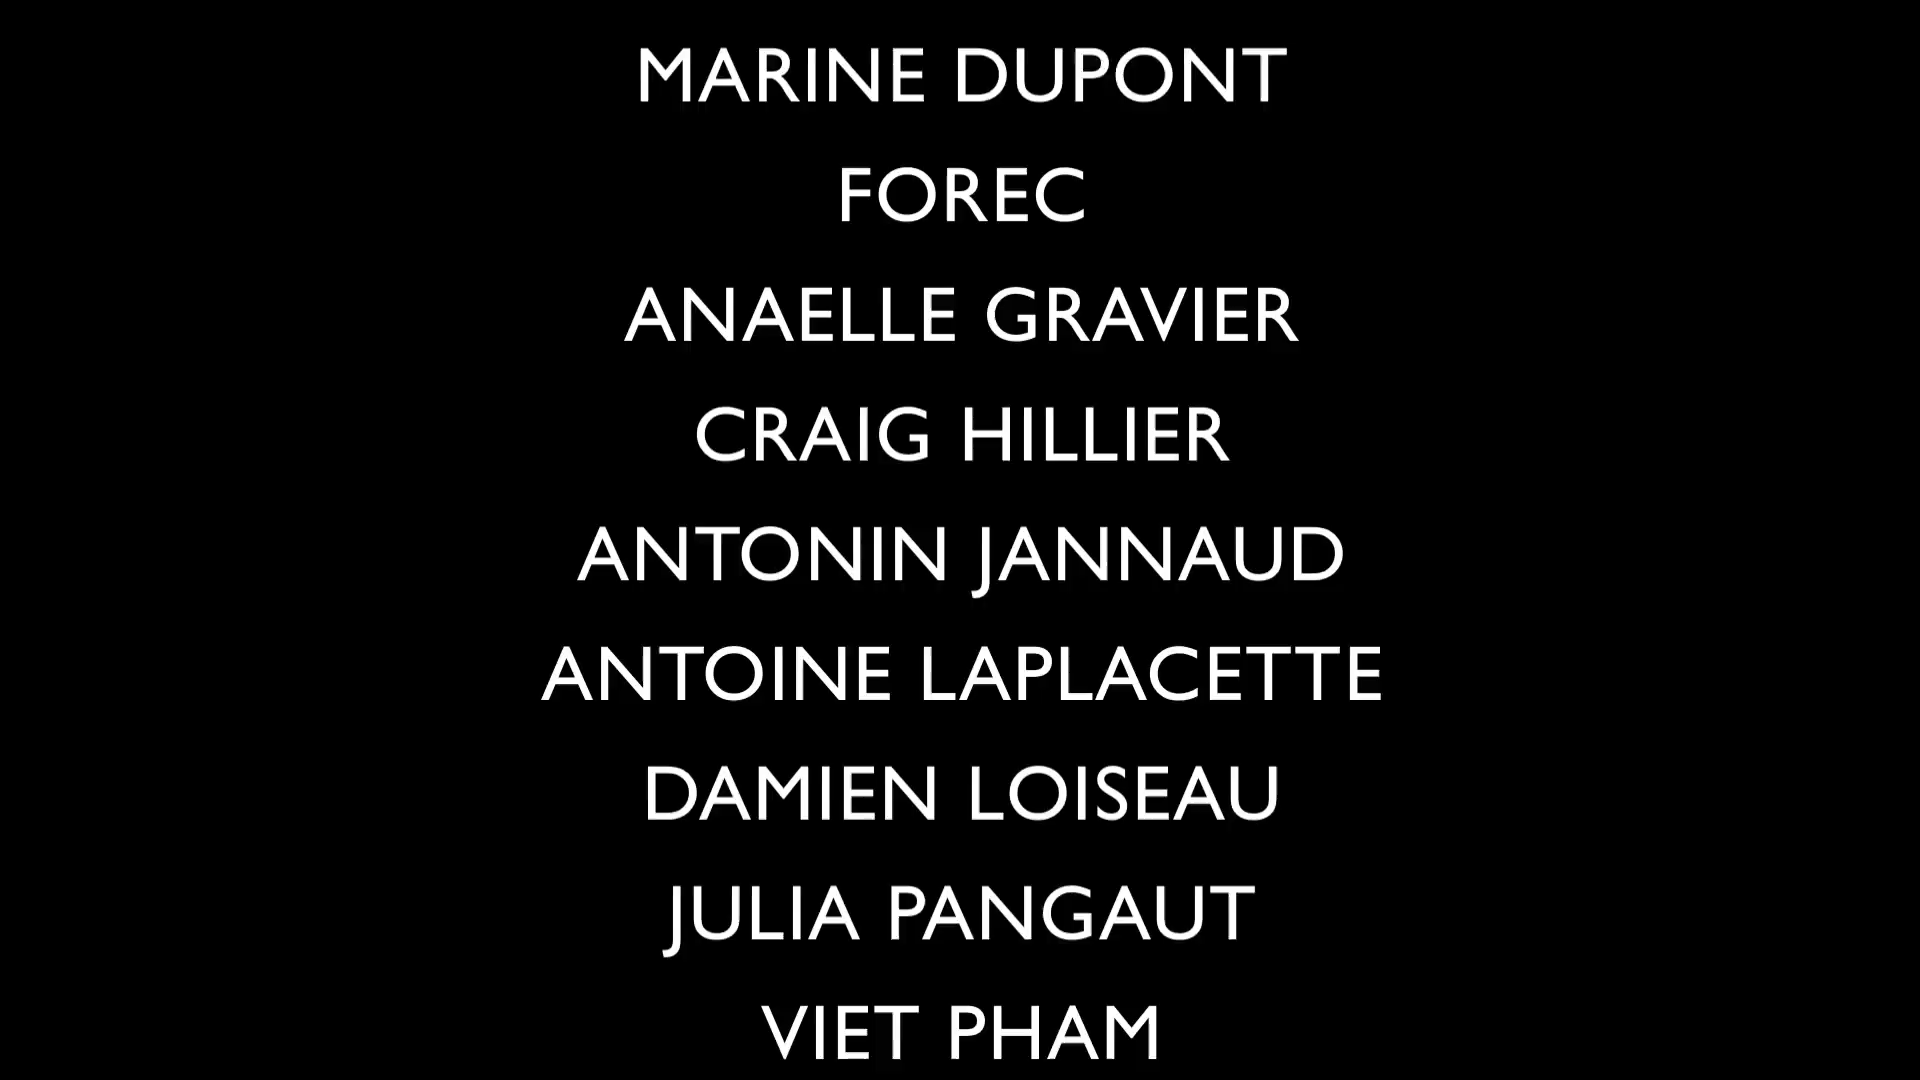 MARINE DUPONT
FOREC
ANAELLE GRAVIER
CRAIG HILLIER
ANTONIN JANNAUD
ANTOINE LAPLACETTE
DAMIEN LOISEAU
JULIA PANGAUT
VIET PHAM